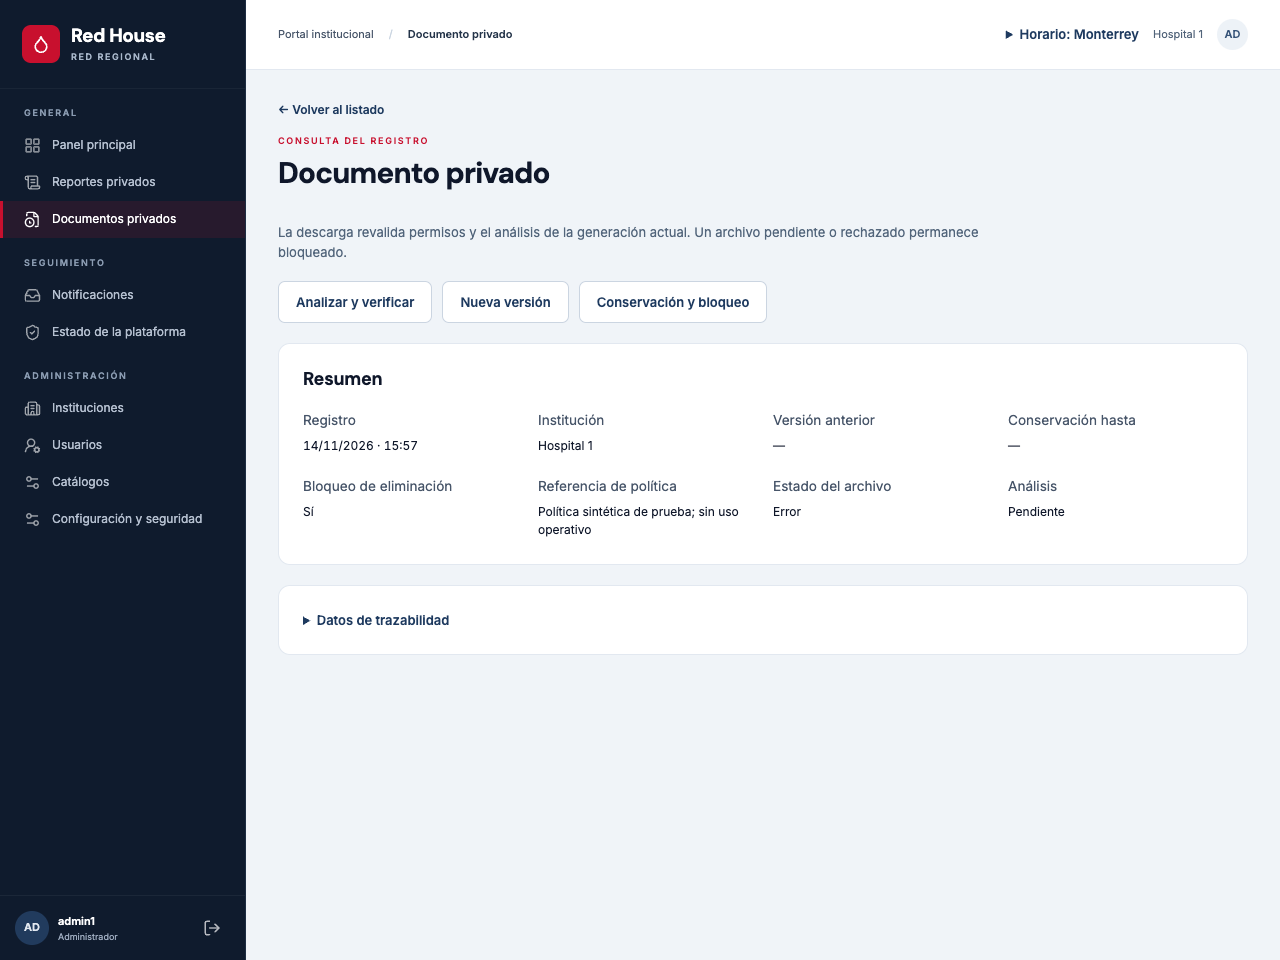 Red House
RED REGIONAL
GENERAL
Panel principal
Reportes privados
Documentos privados
SEGUIMIENTO
Notificaciones
Estado de la plataforma
ADMINISTRACIÓN
Instituciones
Usuarios
Catálogos
Configuración y seguridad
AD
admin1
Administrador
Portal institucional / Documento privado
Horario: Monterrey
Hospital 1
AD
← Volver al listado
CONSULTA DEL REGISTRO
Documento privado
La descarga revalida permisos y el análisis de la generación actual. Un archivo pendiente o rechazado permanece
bloqueado.
Analizar y verificar
Nueva versión
Conservación y bloqueo
Resumen
Registro
14/11/2026 · 15:57
Institución
Hospital 1
Versión anterior
—
Conservación hasta
—
Bloqueo de eliminación
Sí
Referencia de política
Política sintética de prueba; sin uso
operativo
Estado del archivo
Error
Análisis
Pendiente
Datos de trazabilidad